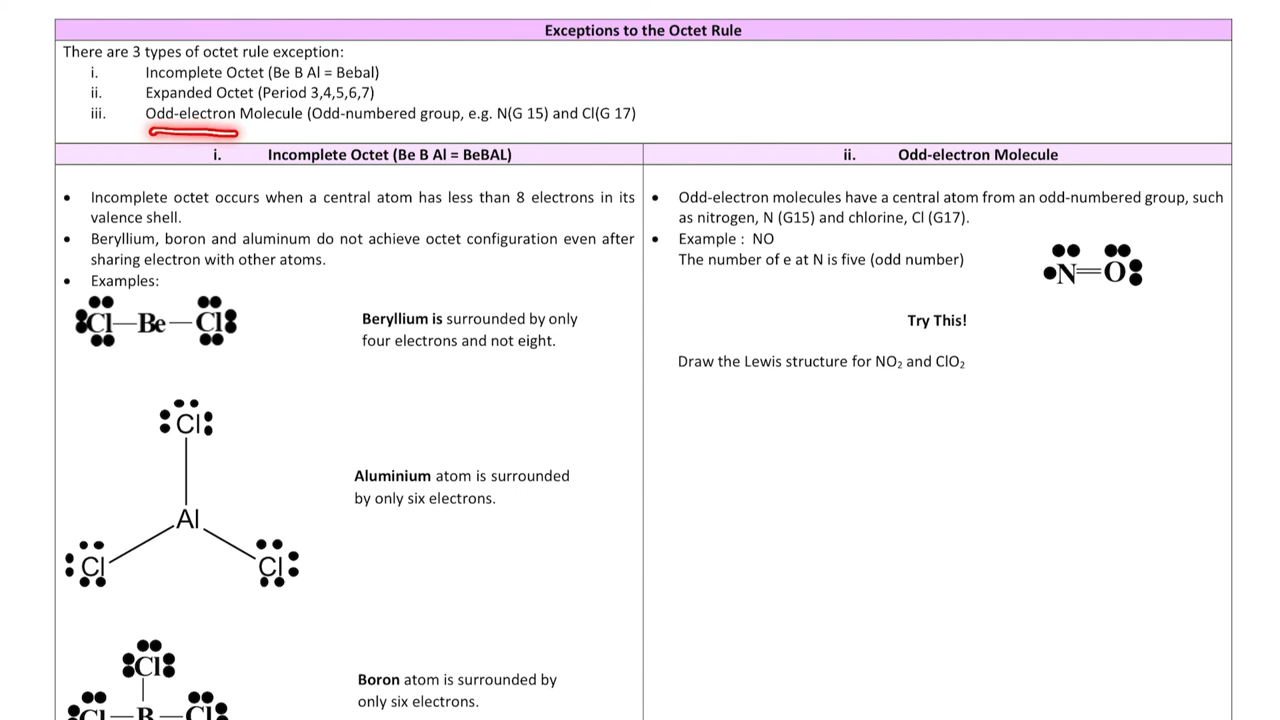 Exceptions to the Octet Rule
There are 3 types of octet rule exception:
i. Incomplete Octet (Be B Al = Bebal)
ii. Expanded Octet (Period 3,4,5,6,7)
iii. Odd-electron Molecule (Odd-numbered group, e.g. N(G 15) and Cl(G 17)
i. Incomplete Octet (Be B Al = BeBAL)
Incomplete octet occurs when a central atom has less than 8 electrons in its
valence shell.
Beryllium, boron and aluminum do not achieve octet configuration even after
sharing electron with other atoms.
Examples:
Cl Be Cl
Beryllium is surrounded by only
four electrons and not eight.
Cl
Al
Cl Cl
Aluminium atom is surrounded
by only six electrons.
Cl
Cl B Cl
Boron atom is surrounded by
only six electrons.
ii. Odd-electron Molecule
Odd-electron molecules have a central atom from an odd-numbered group, such
as nitrogen, N (G15) and chlorine, Cl (G17).
Example : NO
The number of e at N is five (odd number)
N=O
Try This!
Draw the Lewis structure for NO₂ and ClO₂